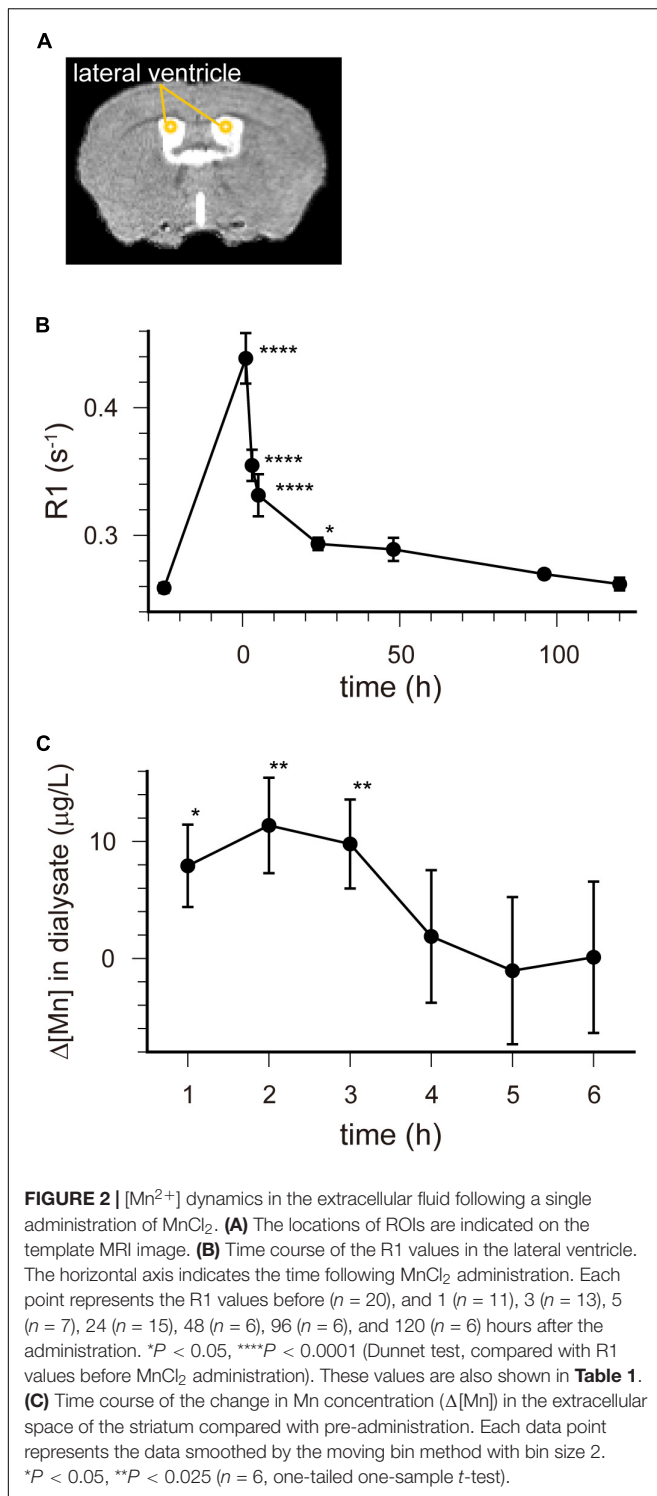 A
lateral ventricle
B
****
****
****
*
0.4
0.3
R1 (s⁻¹)
0
50
100
time (h)
C
*
**
**
10
0
Δ[Mn] in dialysate (μg/L)
1
2
3
4
5
6
time (h)
FIGURE 2 | [Mn²⁺] dynamics in the extracellular fluid following a single
administration of MnCl₂. (A) The locations of ROIs are indicated on the
template MRI image. (B) Time course of the R1 values in the lateral ventricle.
The horizontal axis indicates the time following MnCl₂ administration. Each
point represents the R1 values before (n = 20), and 1 (n = 11), 3 (n = 13), 5
(n = 7), 24 (n = 15), 48 (n = 6), 96 (n = 6), and 120 (n = 6) hours after the
administration. *P < 0.05, ****P < 0.0001 (Dunnet test, compared with R1
values before MnCl₂ administration). These values are also shown in Table 1.
(C) Time course of the change in Mn concentration (Δ[Mn]) in the extracellular
space of the striatum compared with pre-administration. Each data point
represents the data smoothed by the moving bin method with bin size 2.
*P < 0.05, **P < 0.025 (n = 6, one-tailed one-sample t-test).